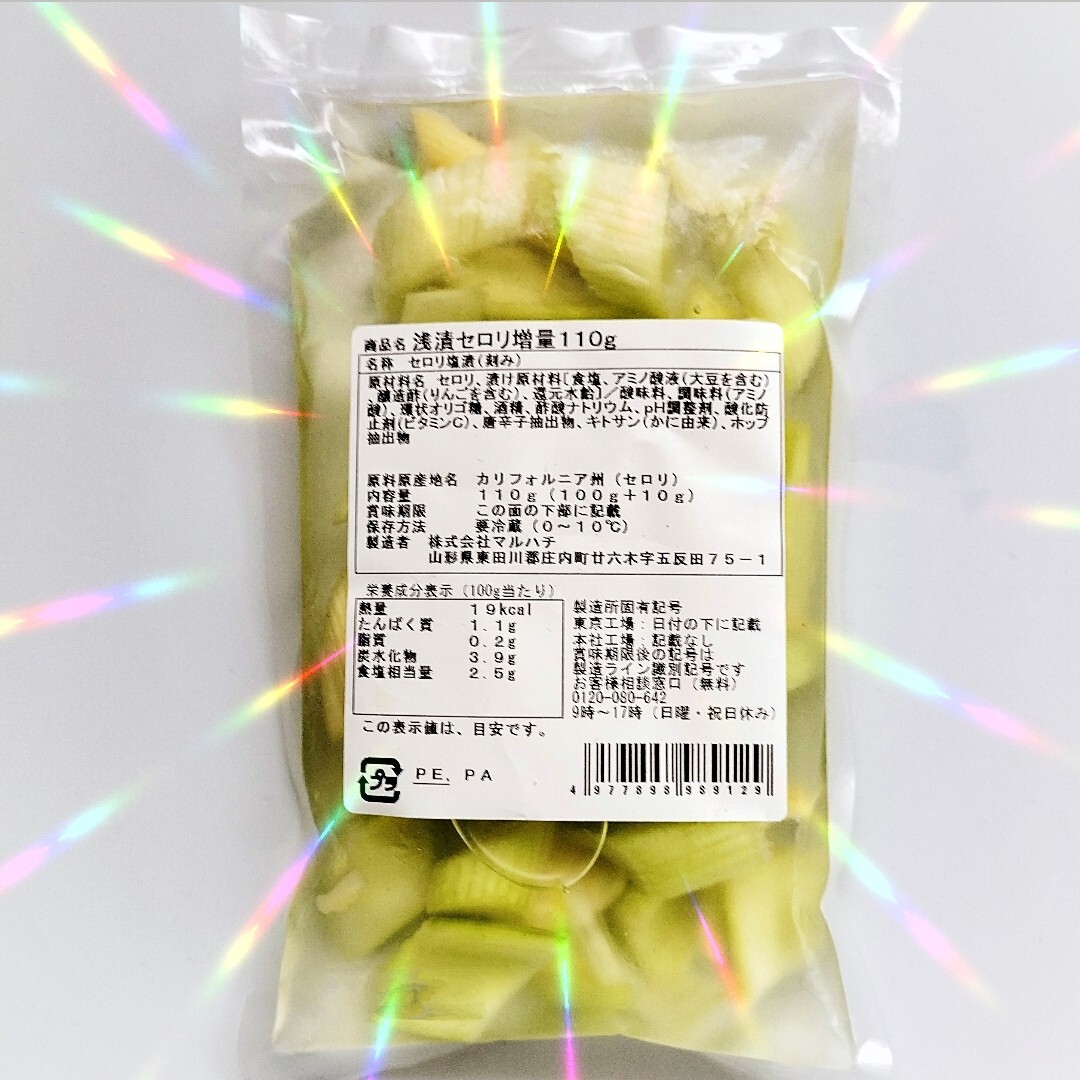 商品名 浅漬セロリ増量110g
名称 セロリ塩漬(刻み)
原材料名 セロリ、漬け原材料[食塩、アミノ酸液(大豆を含む)
、醸造酢(りんごを含む)、還元水飴]/酸味料、調味料(アミノ
酸)、環状オリゴ糖、酒精、酢酸ナトリウム、pH調整剤、酸化防
止剤(ビタミンC)、唐辛子抽出物、キトサン(かに由来)、ホップ
抽出物
原料原産地名 カリフォルニア州(セロリ)
内容量 110g(100g+10g)
賞味期限 この面の下部に記載
保存方法 要冷蔵(0~10℃)
製造者 株式会社マルハチ
山形県東田川郡庄内町廿六木字五反田75-1
栄養成分表示(100g当たり)
熱量 19kcal
たんぱく質 1.1g
脂質 0.2g
炭水化物 3.9g
食塩相当量 2.5g
この表示値は、目安です。
製造所固有記号
東京工場:日付の下に記載
本社工場:記載なし
賞味期限後の記号は
製造ライン識別記号です
お客様相談窓口(無料)
0120-080-642
9時~17時(日曜・祝日休み)
プラ PE、PA
4 977898 989129